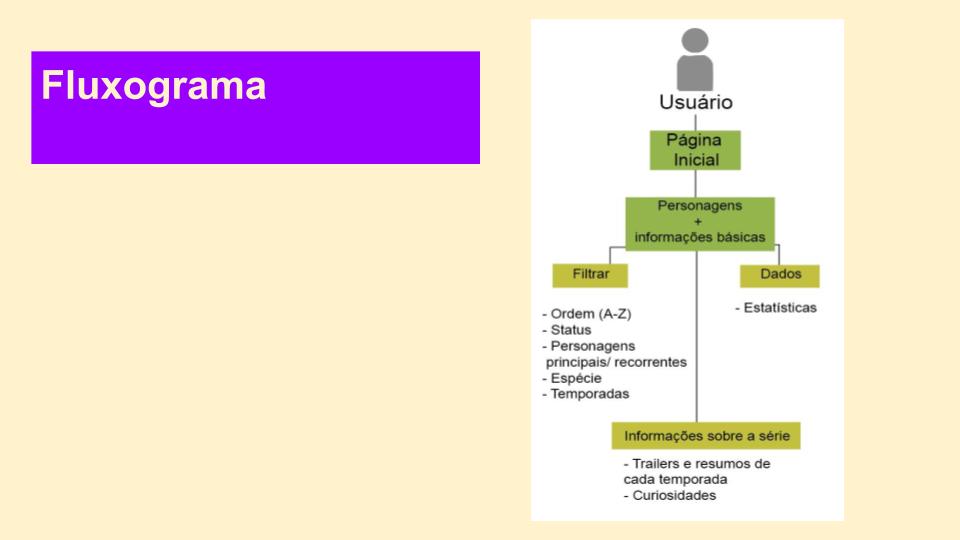 Fluxograma
Usuário
Página
Inicial
Personagens
+
informações básicas
Filtrar
Dados
- Ordem (A-Z)
- Status
- Personagens
principais/ recorrentes
- Espécie
- Temporadas
- Estatísticas
Informações sobre a série
- Trailers e resumos de
cada temporada
- Curiosidades